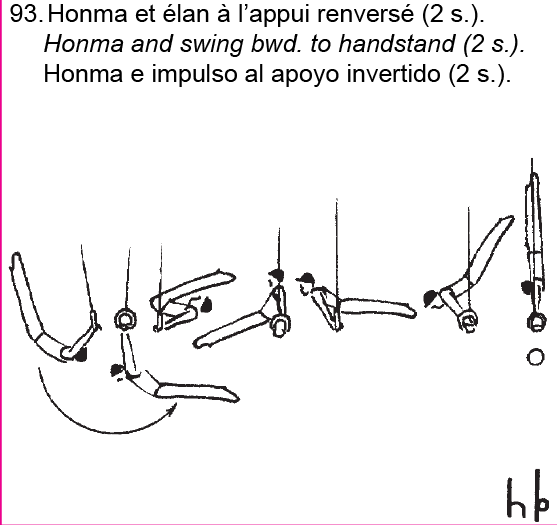 93. Honma et élan à l'appui renversé (2 s.).
Honma and swing bwd. to handstand (2 s.).
Honma e impulso al apoyo invertido (2 s.).